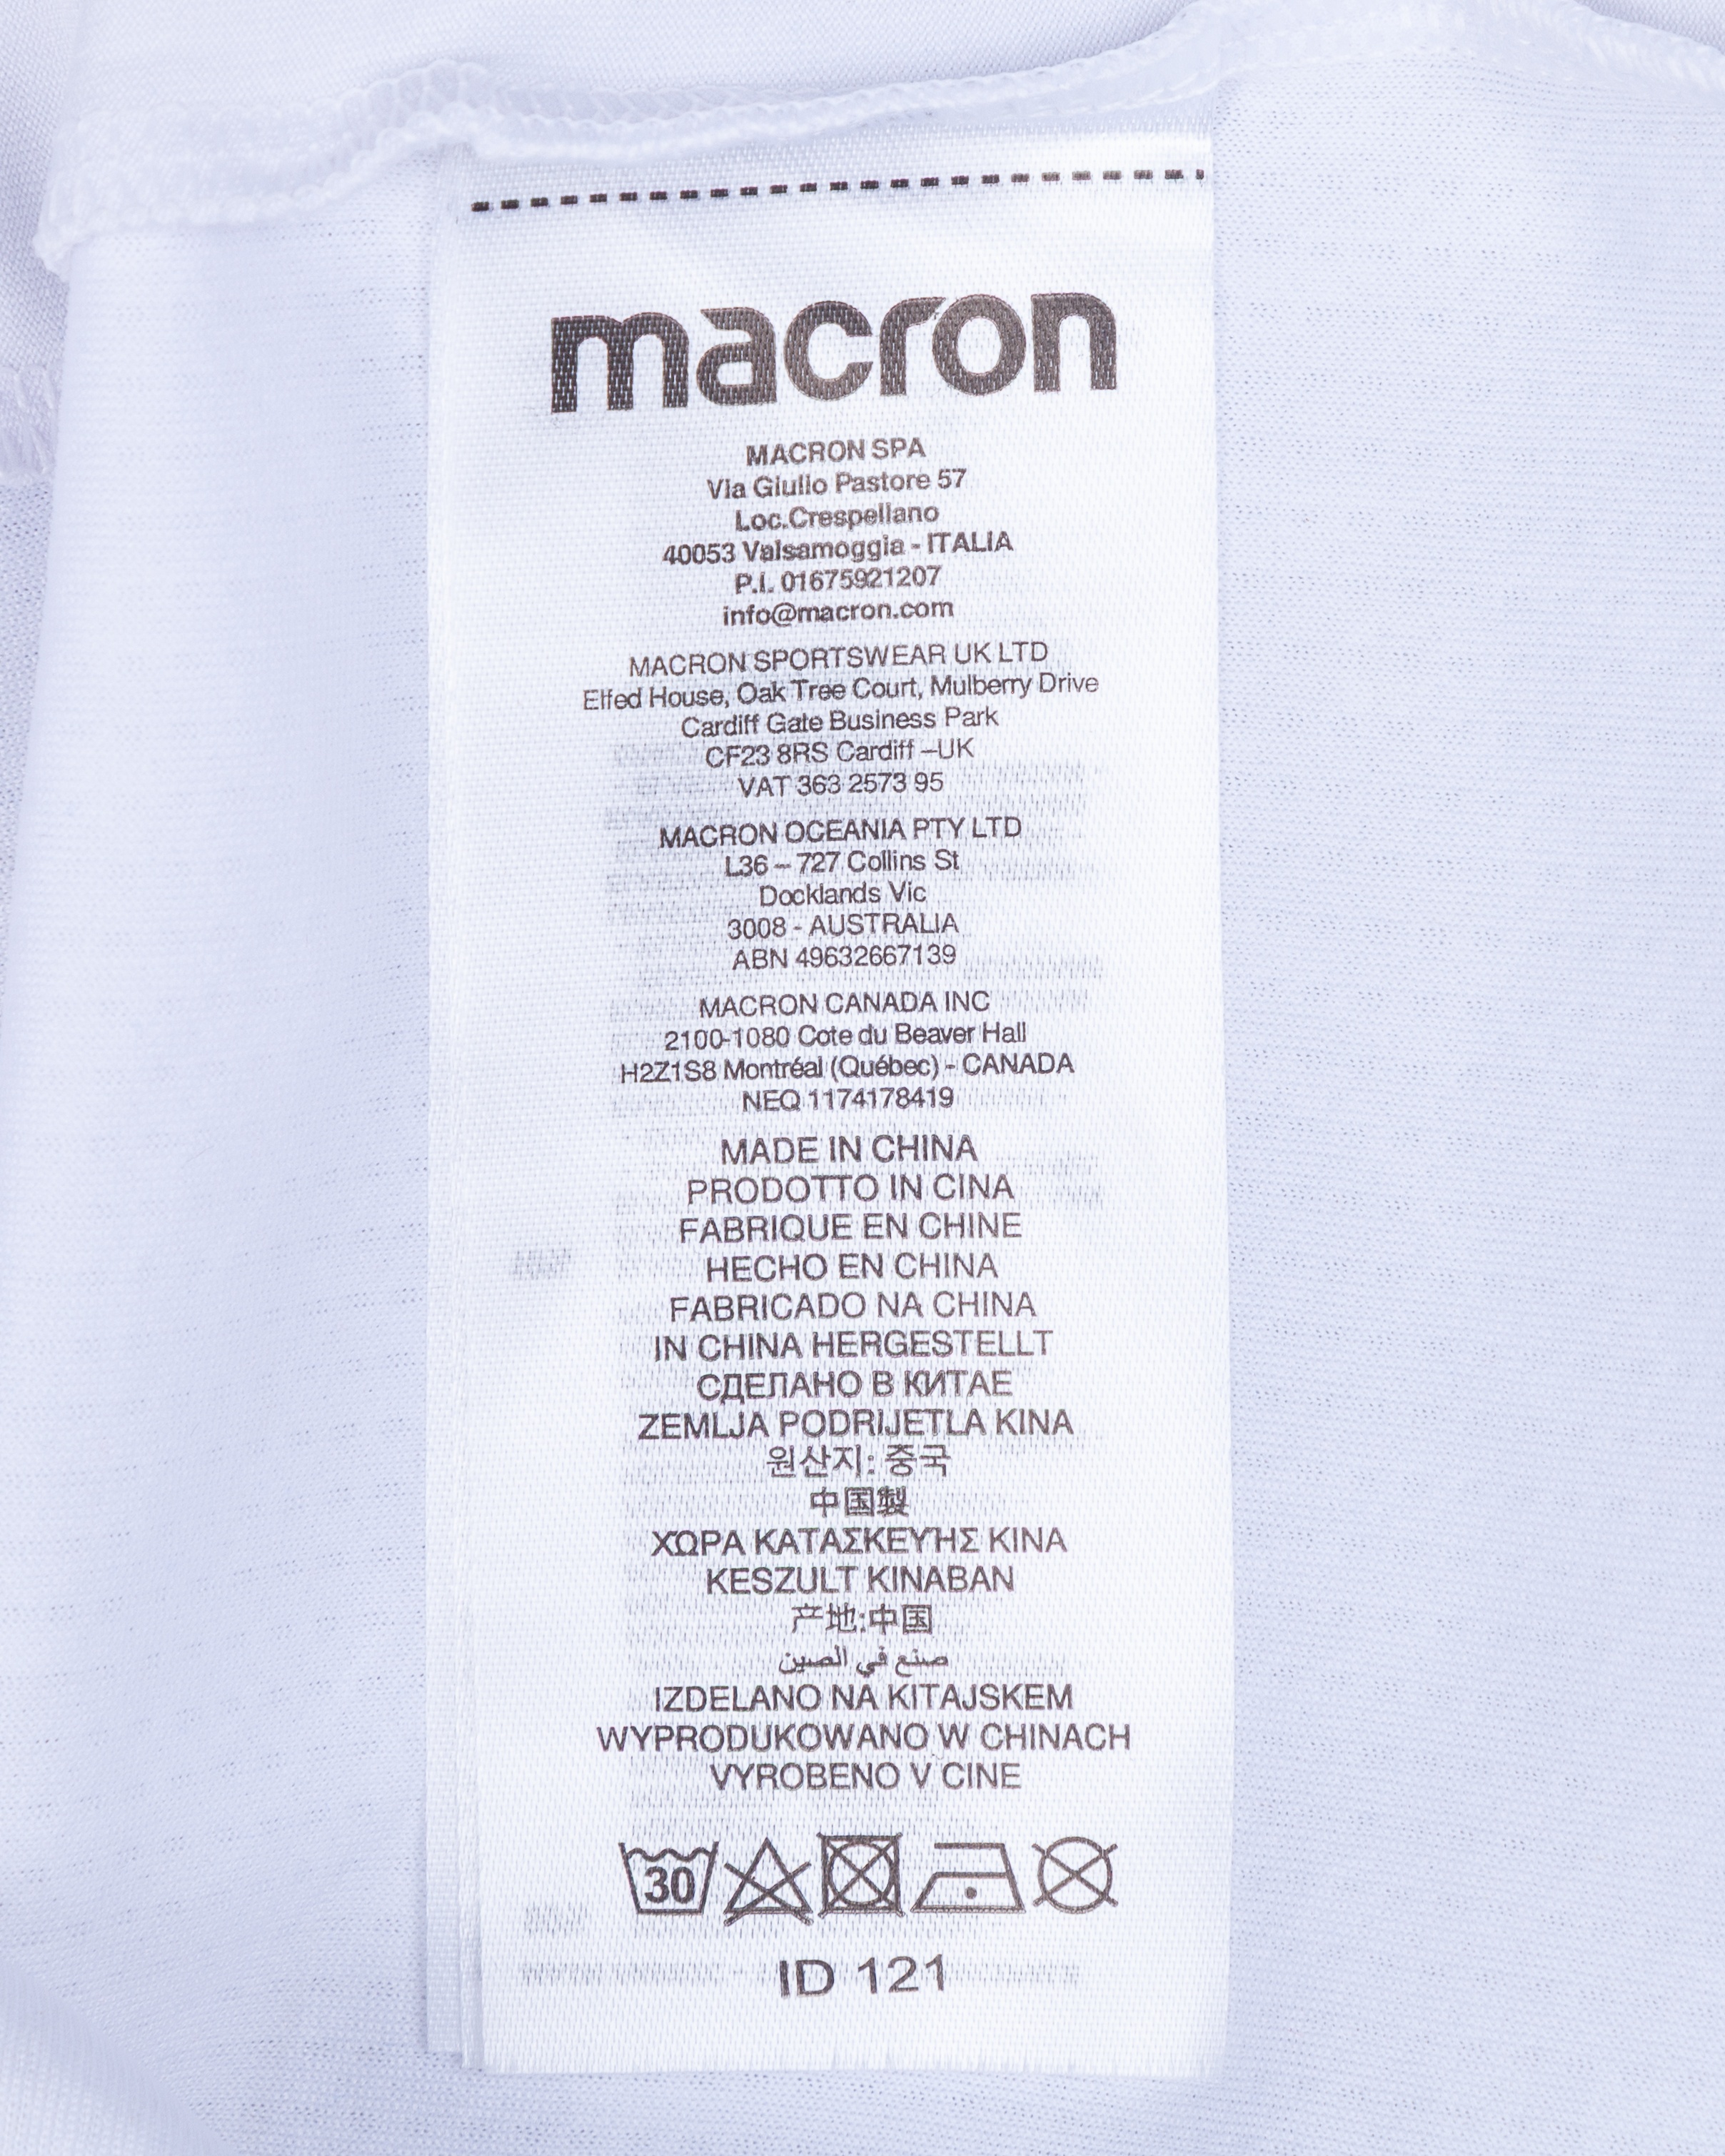 macron
MACRON SPA
Via Giulio Pastore 57
Loc.Crespellano
40053 Valsamoggia - ITALIA
P.I. 01675921207
info@macron.com
MACRON SPORTSWEAR UK LTD
Elfed House, Oak Tree Court, Mulberry Drive
Cardiff Gate Business Park
CF23 8RS Cardiff –UK
VAT 363 2573 95
MACRON OCEANIA PTY LTD
L36 – 727 Collins St
Docklands Vic
3008 - AUSTRALIA
ABN 49632667139
MACRON CANADA INC
2100-1080 Cote du Beaver Hall
H2Z1S8 Montréal (Québec) - CANADA
NEQ 1174178419
MADE IN CHINA
PRODOTTO IN CINA
FABRIQUE EN CHINE
HECHO EN CHINA
FABRICADO NA CHINA
IN CHINA HERGESTELLT
СДЕЛАНО В КИТАЕ
ZEMLJA PODRIJETLA KINA
원산지: 중국
中国製
ΧΏΡΑ ΚΑΤΑΣΚΕΥΉΣ ΚΙΝΑ
KESZULT KINABAN
产地:中国
صنع في الصين
IZDELANO NA KITAJSKEM
WYPRODUKOWANO W CHINACH
VYROBENO V CINE
30
ID 121